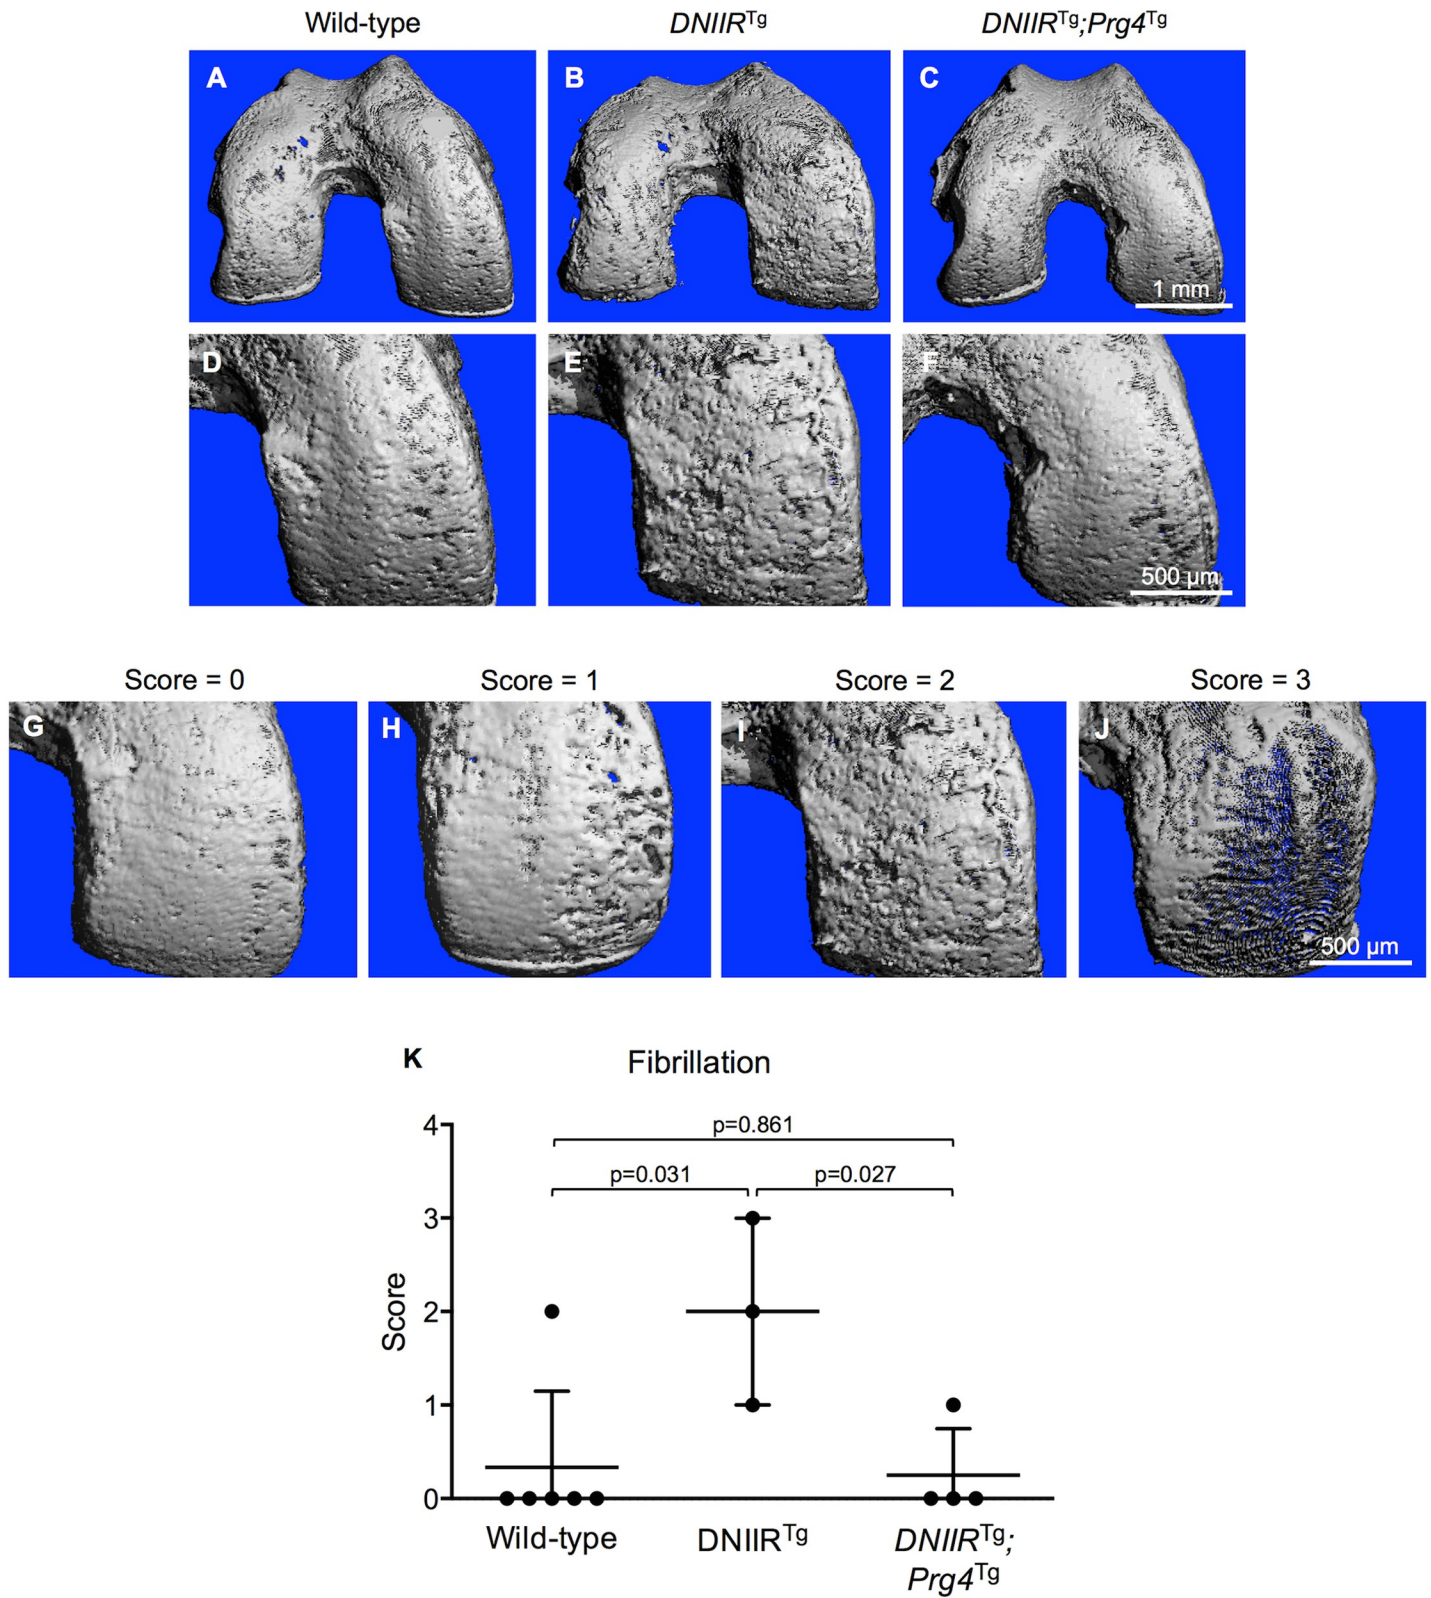 Wild-type DNIIRTg DNIIRTg;Prg4Tg
A B C
1 mm
D E F
500 μm
Score = 0 Score = 1 Score = 2 Score = 3
G H I J
500 μm
K Fibrillation
4
p=0.861
p=0.031 p=0.027
3
2
Score
1
0
Wild-type DNIIRTg DNIIRTg;
Prg4Tg